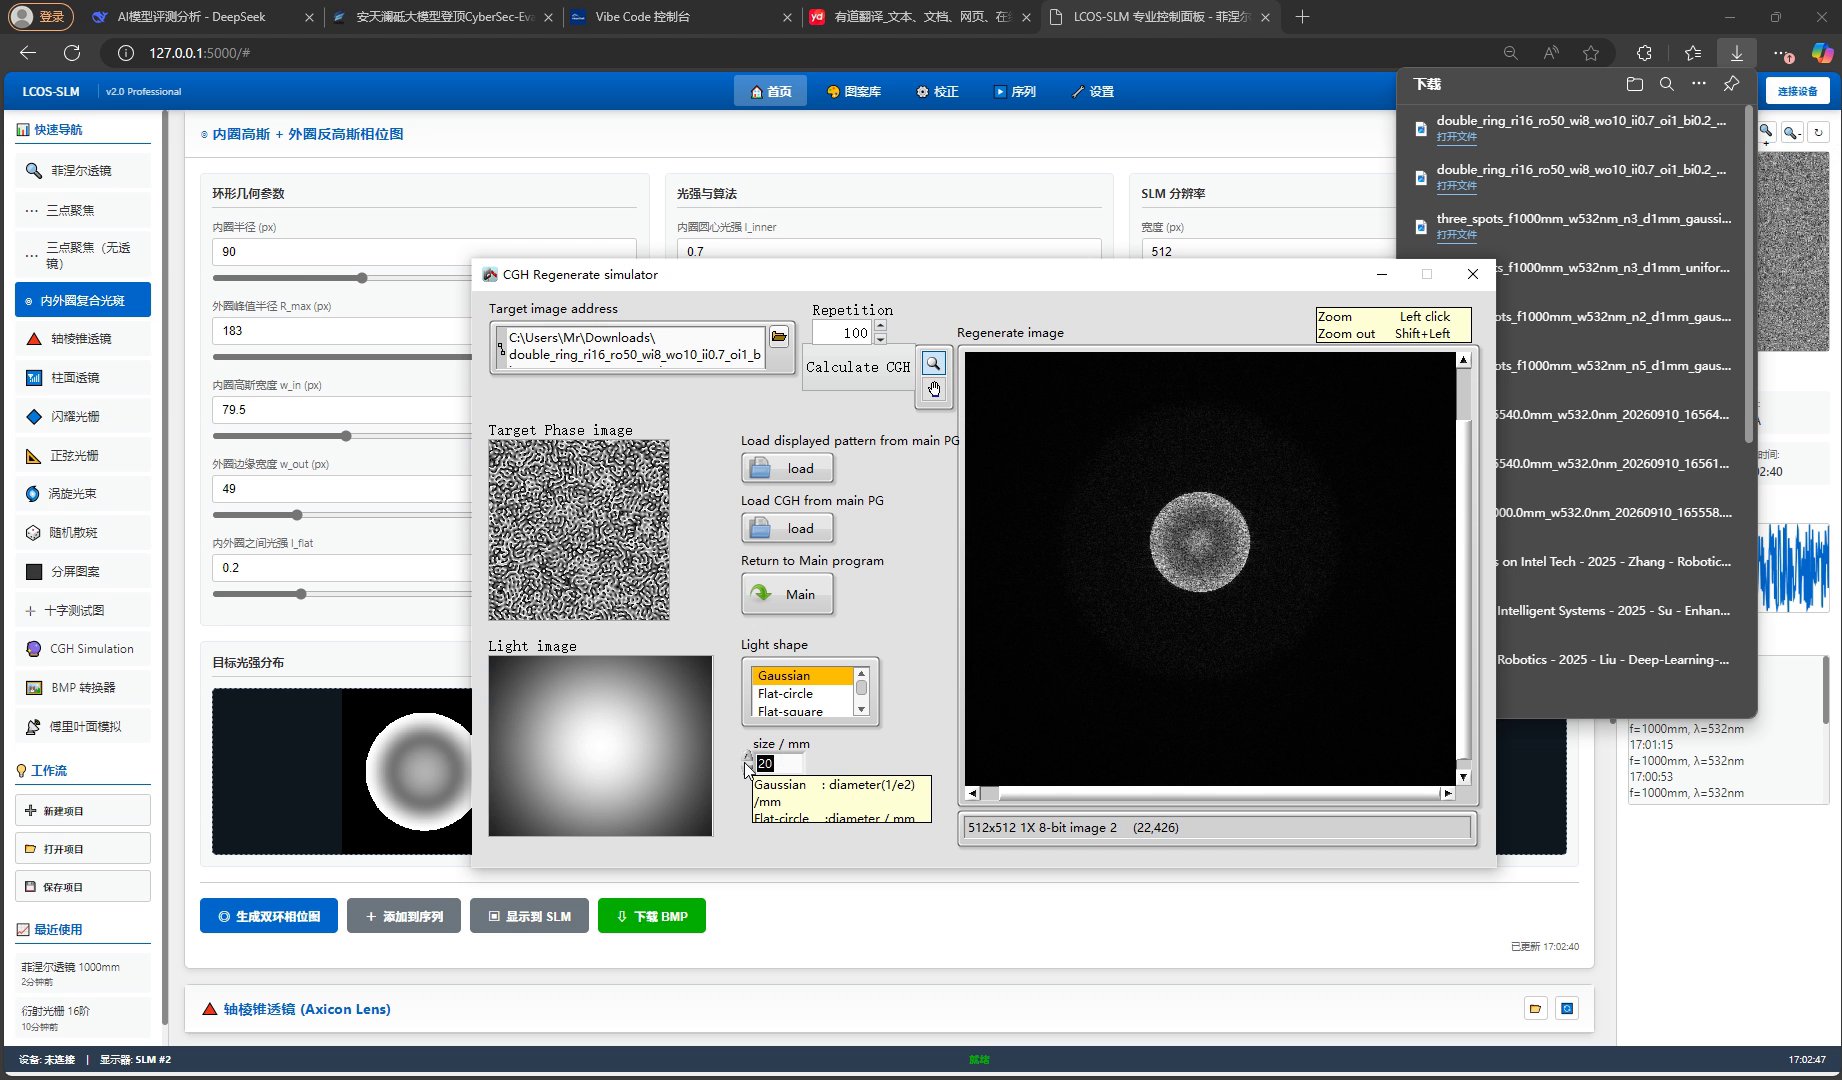 登录
AI模型评测分析 - DeepSeek
安天澜砥大模型登顶CyberSec-Eva
Vibe Code 控制台
有道翻译_文本、文档、网页、在
LCOS-SLM 专业控制面板 - 菲涅尔
127.0.0.1:5000/#
LCOS-SLM
v2.0 Professional
首页
图案库
校正
序列
设置
连接设备
下载
double_ring_ri16_ro50_wi8_wo10_ii0.7_oi1_bi0.2_...
打开文件
double_ring_ri16_ro50_wi8_wo10_ii0.7_oi1_bi0.2_...
打开文件
three_spots_f1000mm_w532nm_n3_d1mm_gaussi...
打开文件
ts_f1000mm_w532nm_n3_d1mm_unifor...
ots_f1000mm_w532nm_n2_d1mm_gaus...
ots_f1000mm_w532nm_n5_d1mm_gaus...
5540.0mm_w532.0nm_20260910_16564...
5540.0mm_w532.0nm_20260910_16561...
000.0mm_w532.0nm_20260910_165558....
s on Intel Tech - 2025 - Zhang - Robotic...
Intelligent Systems - 2025 - Su - Enhan...
Robotics - 2025 - Liu - Deep-Learning-...
快速导航
菲涅尔透镜
三点聚焦
三点聚焦（无透
镜）
内外圈复合光斑
轴棱锥透镜
柱面透镜
闪耀光栅
正弦光栅
涡旋光束
随机散斑
分屏图案
十字测试图
CGH Simulation
BMP 转换器
傅里叶面模拟
工作流
新建项目
打开项目
保存项目
最近使用
菲涅尔透镜 1000mm
2分钟前
衍射光栅 16阶
10分钟前
内圈高斯 + 外圈反高斯相位图
环形几何参数
内圈半径 (px)
90
外圈峰值半径 R_max (px)
183
内圈高斯宽度 w_in (px)
79.5
外圈边缘宽度 w_out (px)
49
内外圈之间光强 I_flat
0.2
光强与算法
内圈圆心光强 I_inner
0.7
SLM 分辨率
宽度 (px)
512
目标光强分布
CGH Regenerate simulator
Target image address
C:\Users\Mr\Downloads\
double_ring_ri16_ro50_wi8_wo10_ii0.7_oi1_b
Repetition
100
Calculate CGH
Regenerate image
Zoom Left click
Zoom out Shift+Left
Target Phase image
Load displayed pattern from main PG
load
Load CGH from main PG
load
Return to Main program
Main
Light image
Light shape
Gaussian
Flat-circle
Flat-square
size / mm
20
Gaussian : diameter(1/e2)
/mm
Flat-circle :diameter / mm
512x512 1X 8-bit image 2 (22,426)
时间:
02:40
f=1000mm, λ=532nm
17:01:15
f=1000mm, λ=532nm
17:00:53
f=1000mm, λ=532nm
生成双环相位图
添加到序列
显示到 SLM
下载 BMP
已更新 17:02:40
轴棱锥透镜 (Axicon Lens)
设备: 未连接 | 显示器: SLM #2
就绪
17:02:47